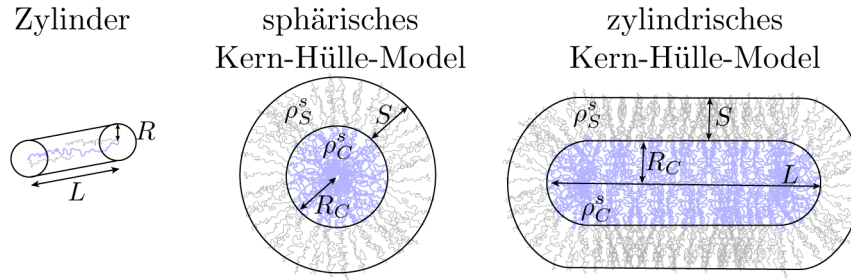 Zylinder
sphärisches
Kern-Hülle-Model
zylindrisches
Kern-Hülle-Model
R
L
ρ_S^s
S
ρ_C^s
R_C
ρ_S^s
S
R_C
L
ρ_C^s